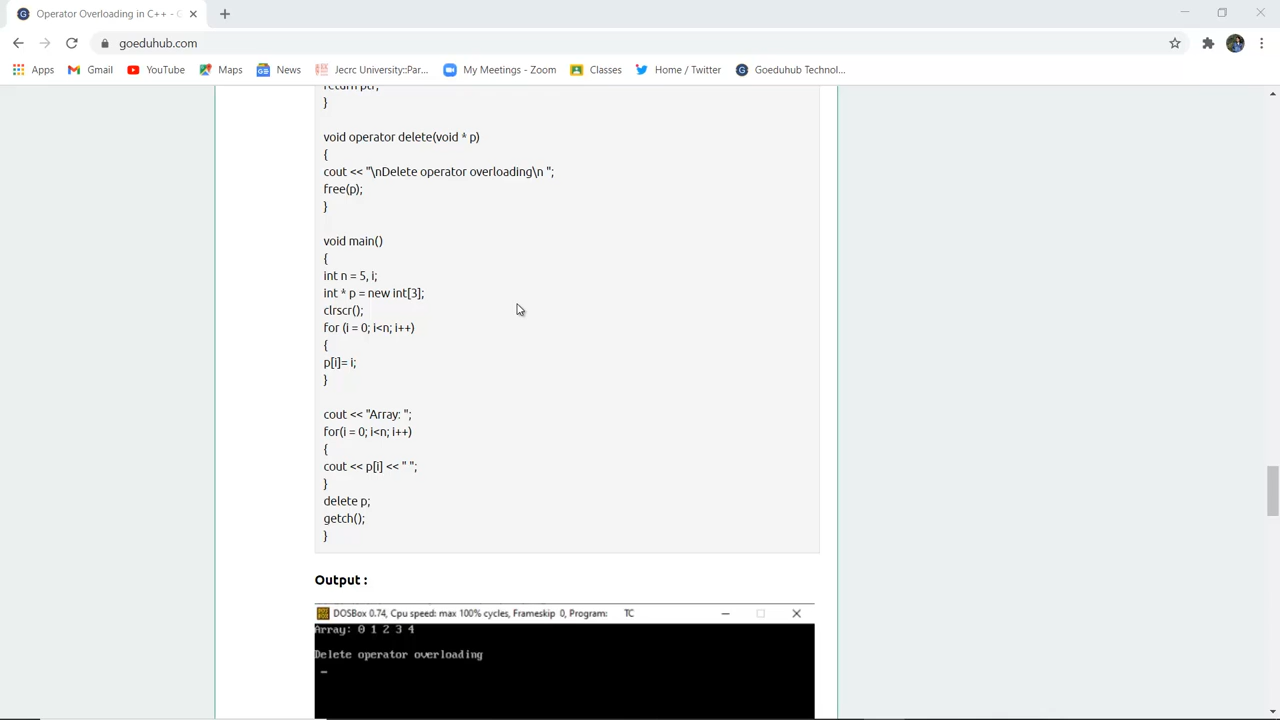 Operator Overloading in C++ - G
goeduhub.com
Apps Gmail YouTube Maps News Jecrc University::Par... My Meetings - Zoom Classes Home / Twitter Goeduhub Technol...
return ptr;
}
void operator delete(void * p)
{
cout << "\nDelete operator overloading\n ";
free(p);
}
void main()
{
int n = 5, i;
int * p = new int[3];
clrscr();
for (i = 0; i<n; i++)
{
p[i]= i;
}
cout << "Array: ";
for(i = 0; i<n; i++)
{
cout << p[i] << " ";
}
delete p;
getch();
}
Output :
DOSBox 0.74, Cpu speed: max 100% cycles, Frameskip 0, Program: TC
Array: 0 1 2 3 4
Delete operator overloading